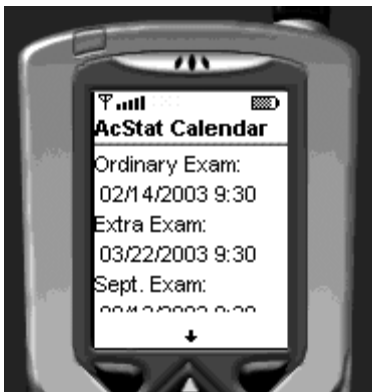 AcStat Calendar
Ordinary Exam:
02/14/2003 9:30
Extra Exam:
03/22/2003 9:30
Sept. Exam: